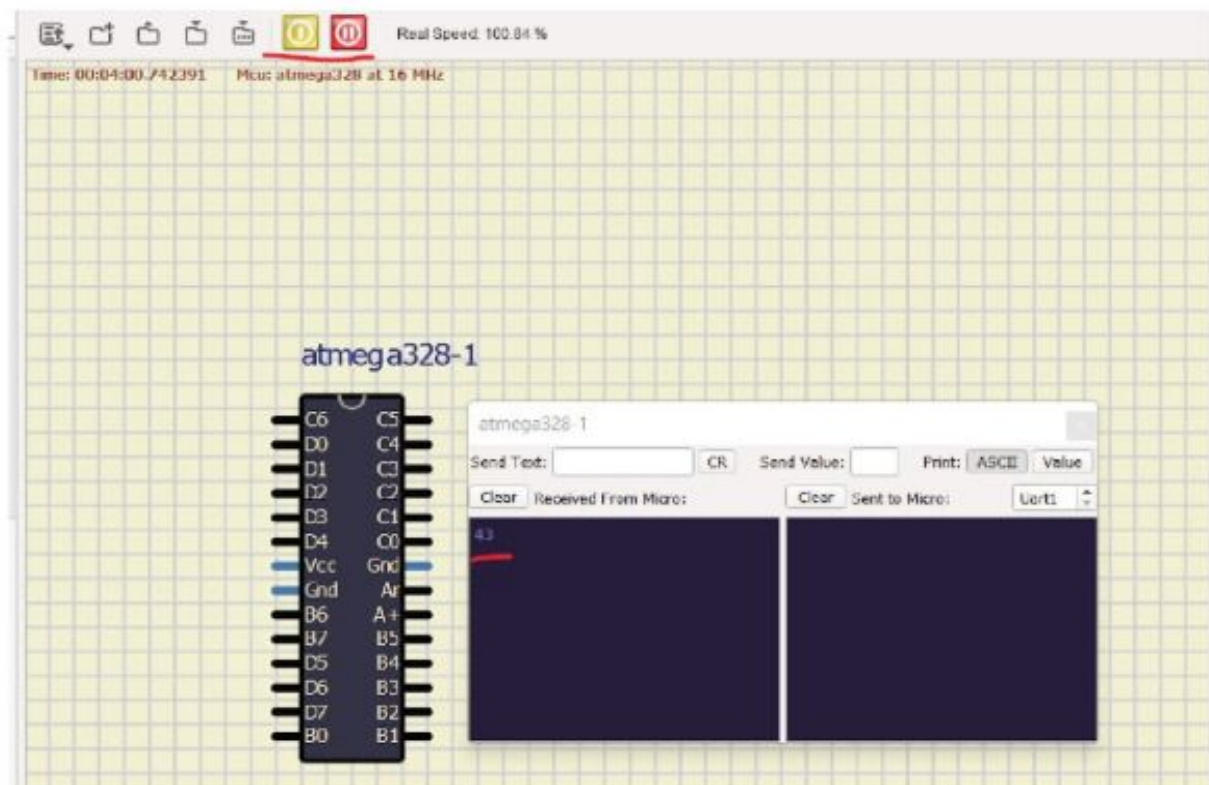 Real Speed: 100.84 %
Time: 00:04:00.742391 Mcu: atmega328 at 16 MHz
atmega328-1
C6 C5
D0 C4
D1 C3
D2 C2
D3 C1
D4 C0
Vcc Gnd
Gnd Ar
B6 A+
B7 B5
D5 B4
D6 B3
D7 B2
B0 B1
atmega328-1
Send Text: CR Send Value: Print: ASCII Value
Clear Received From Micro: Clear Sent to Micro: Uart1
43